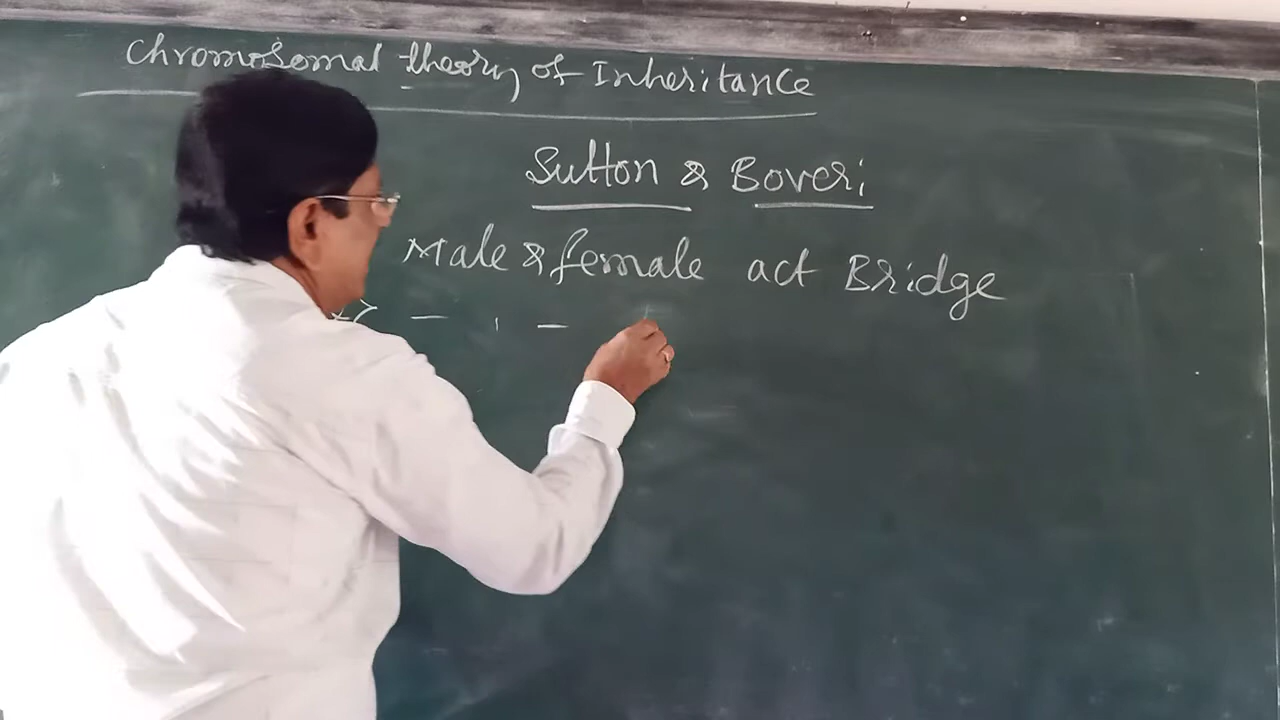 Chromosomal theory of Inheritance
Sutton & Boveri
Male & female act Bridge